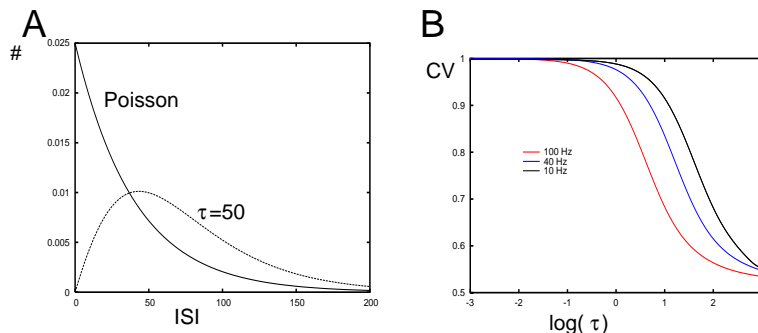 A
#
0.025
0.02
0.015
0.01
0.005
0
Poisson
τ=50
0
50
100
150
200
ISI
B
CV
1
0.9
0.8
0.7
0.6
0.5
100 Hz
40 Hz
10 Hz
-3
-2
-1
0
1
2
3
log( τ )